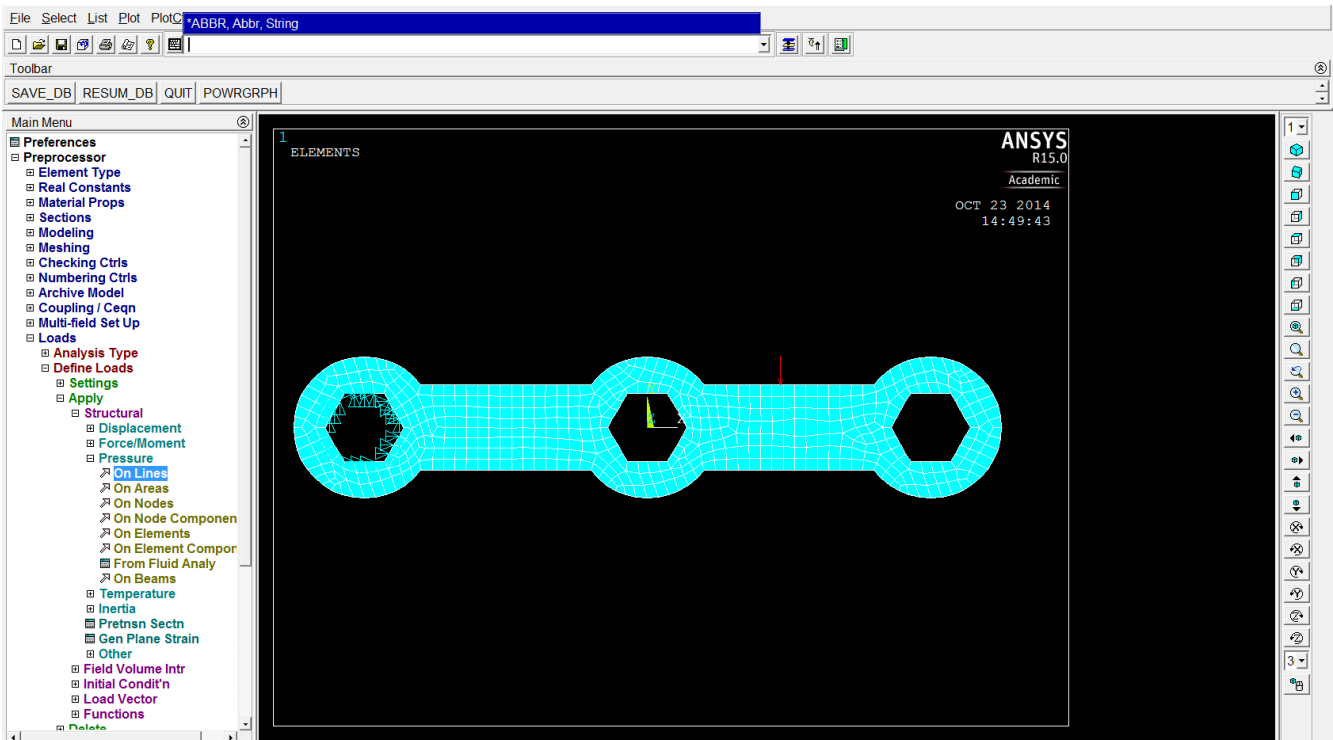 File Select List Plot PlotC
*ABBR, Abbr, String
Toolbar
SAVE_DB RESUM_DB QUIT POWRGRPH
Main Menu
Preferences
Preprocessor
Element Type
Real Constants
Material Props
Sections
Modeling
Meshing
Checking Ctrls
Numbering Ctrls
Archive Model
Coupling / Ceqn
Multi-field Set Up
Loads
Analysis Type
Define Loads
Settings
Apply
Structural
Displacement
Force/Moment
Pressure
On Lines
On Areas
On Nodes
On Node Componen
On Elements
On Element Compor
From Fluid Analy
On Beams
Temperature
Inertia
Pretnsn Sectn
Gen Plane Strain
Other
Field Volume Intr
Initial Condit'n
Load Vector
Functions
Delete
1
ELEMENTS
ANSYS
R15.0
Academic
OCT 23 2014
14:49:43
X
1
3